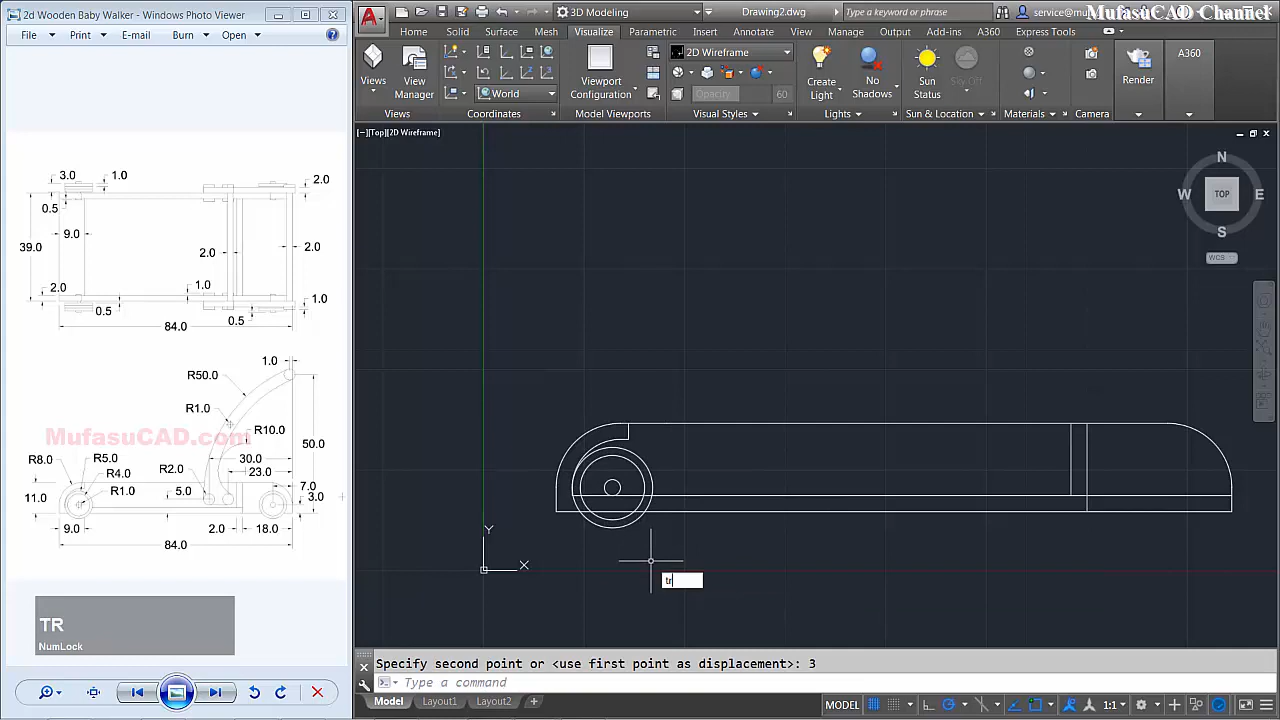 2d Wooden Baby Walker - Windows Photo Viewer
File Print E-mail Burn Open
3.0 1.0 2.0
0.5
9.0
39.0 2.0 2.0
2.0 1.0 1.0
0.5 0.5
84.0
1.0
R50.0
R1.0
R10.0
MufasuCAD.com
50.0
R8.0 R5.0 30.0
R4.0 R2.0 23.0
11.0 R1.0 5.0 7.0
3.0
9.0 2.0 18.0
84.0
TR
NumLock
3D Modeling Drawing2.dwg Type a keyword or phrase
MufasuCAD Channel
Home Solid Surface Mesh Visualize Parametric Insert Annotate View Manage Output Add-ins A360 Express Tools
2D Wireframe
A360
Views View Manager Viewport Configuration Create Light No Shadows Sun Status Sky Off Render
World
Opacity 60
Views Coordinates Model Viewports Visual Styles Lights Sun & Location Materials Camera
[−][Top][2D Wireframe]
N
W TOP E
S
WCS
Y
X
tr
Specify second point or <use first point as displacement>: 3
Type a command
Model Layout1 Layout2
MODEL 1:1